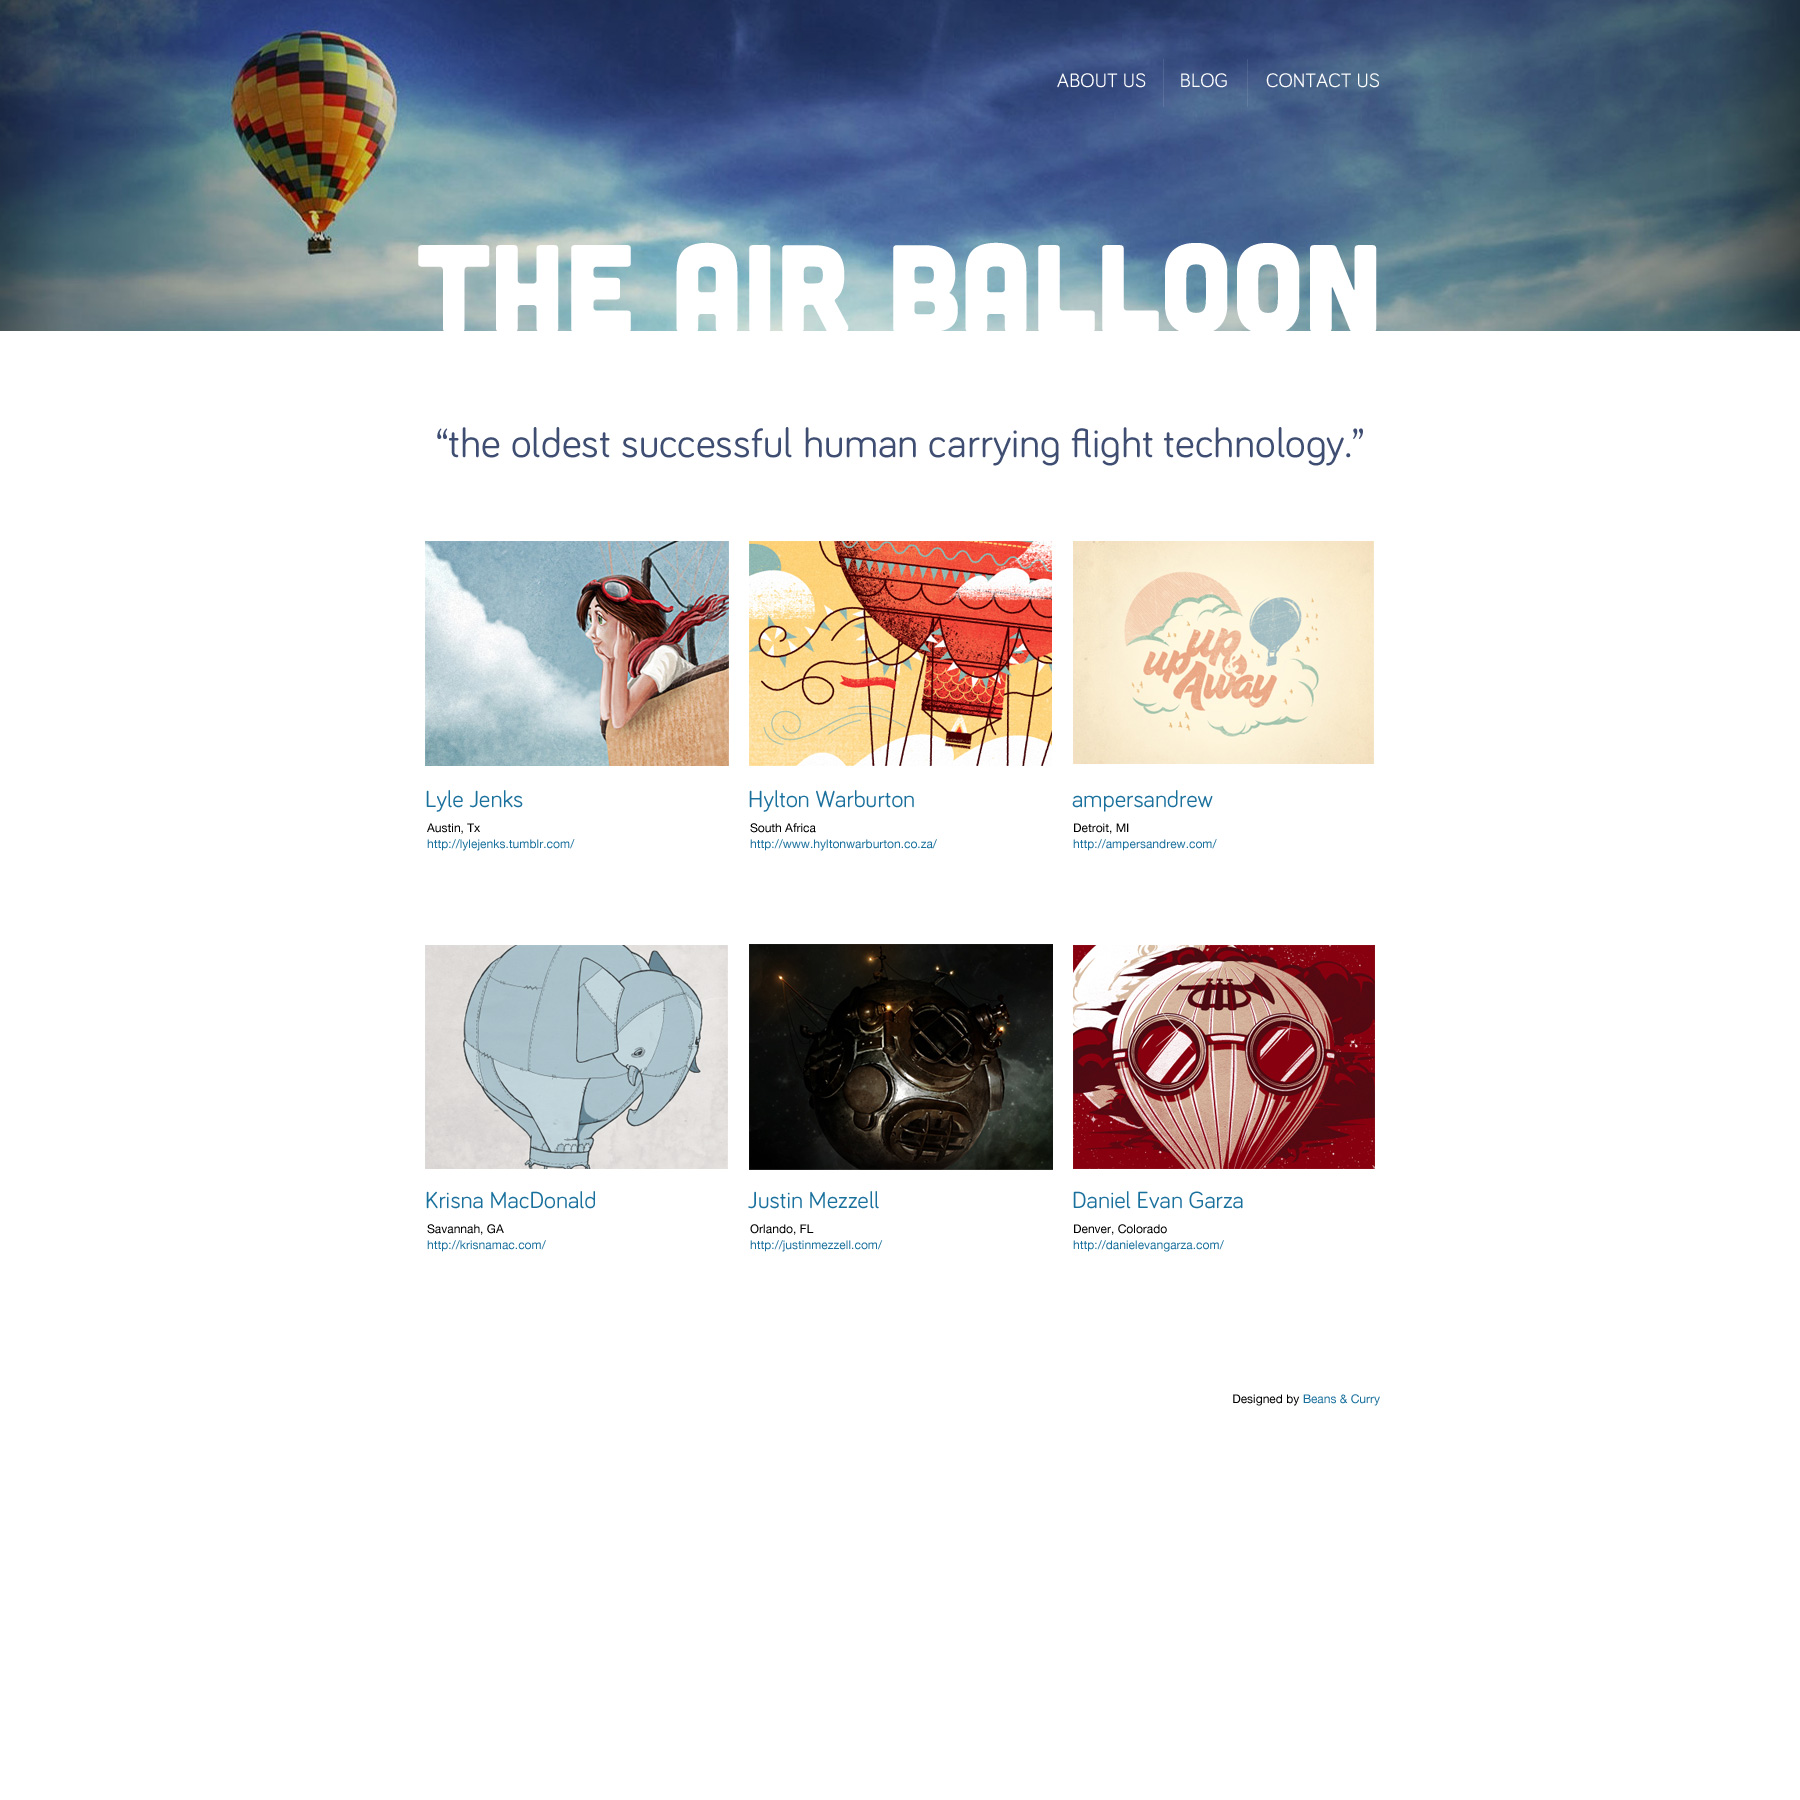 ABOUT US
BLOG
CONTACT US
THE AIR BALLOON
“the oldest successful human carrying flight technology.”
up
up &
Away
Lyle Jenks
Austin, Tx
http://lylejenks.tumblr.com/
Hylton Warburton
South Africa
http://www.hyltonwarburton.co.za/
ampersandrew
Detroit, MI
http://ampersandrew.com/
Krisna MacDonald
Savannah, GA
http://krisnamac.com/
Justin Mezzell
Orlando, FL
http://justinmezzell.com/
Daniel Evan Garza
Denver, Colorado
http://danielevangarza.com/
Designed by Beans & Curry